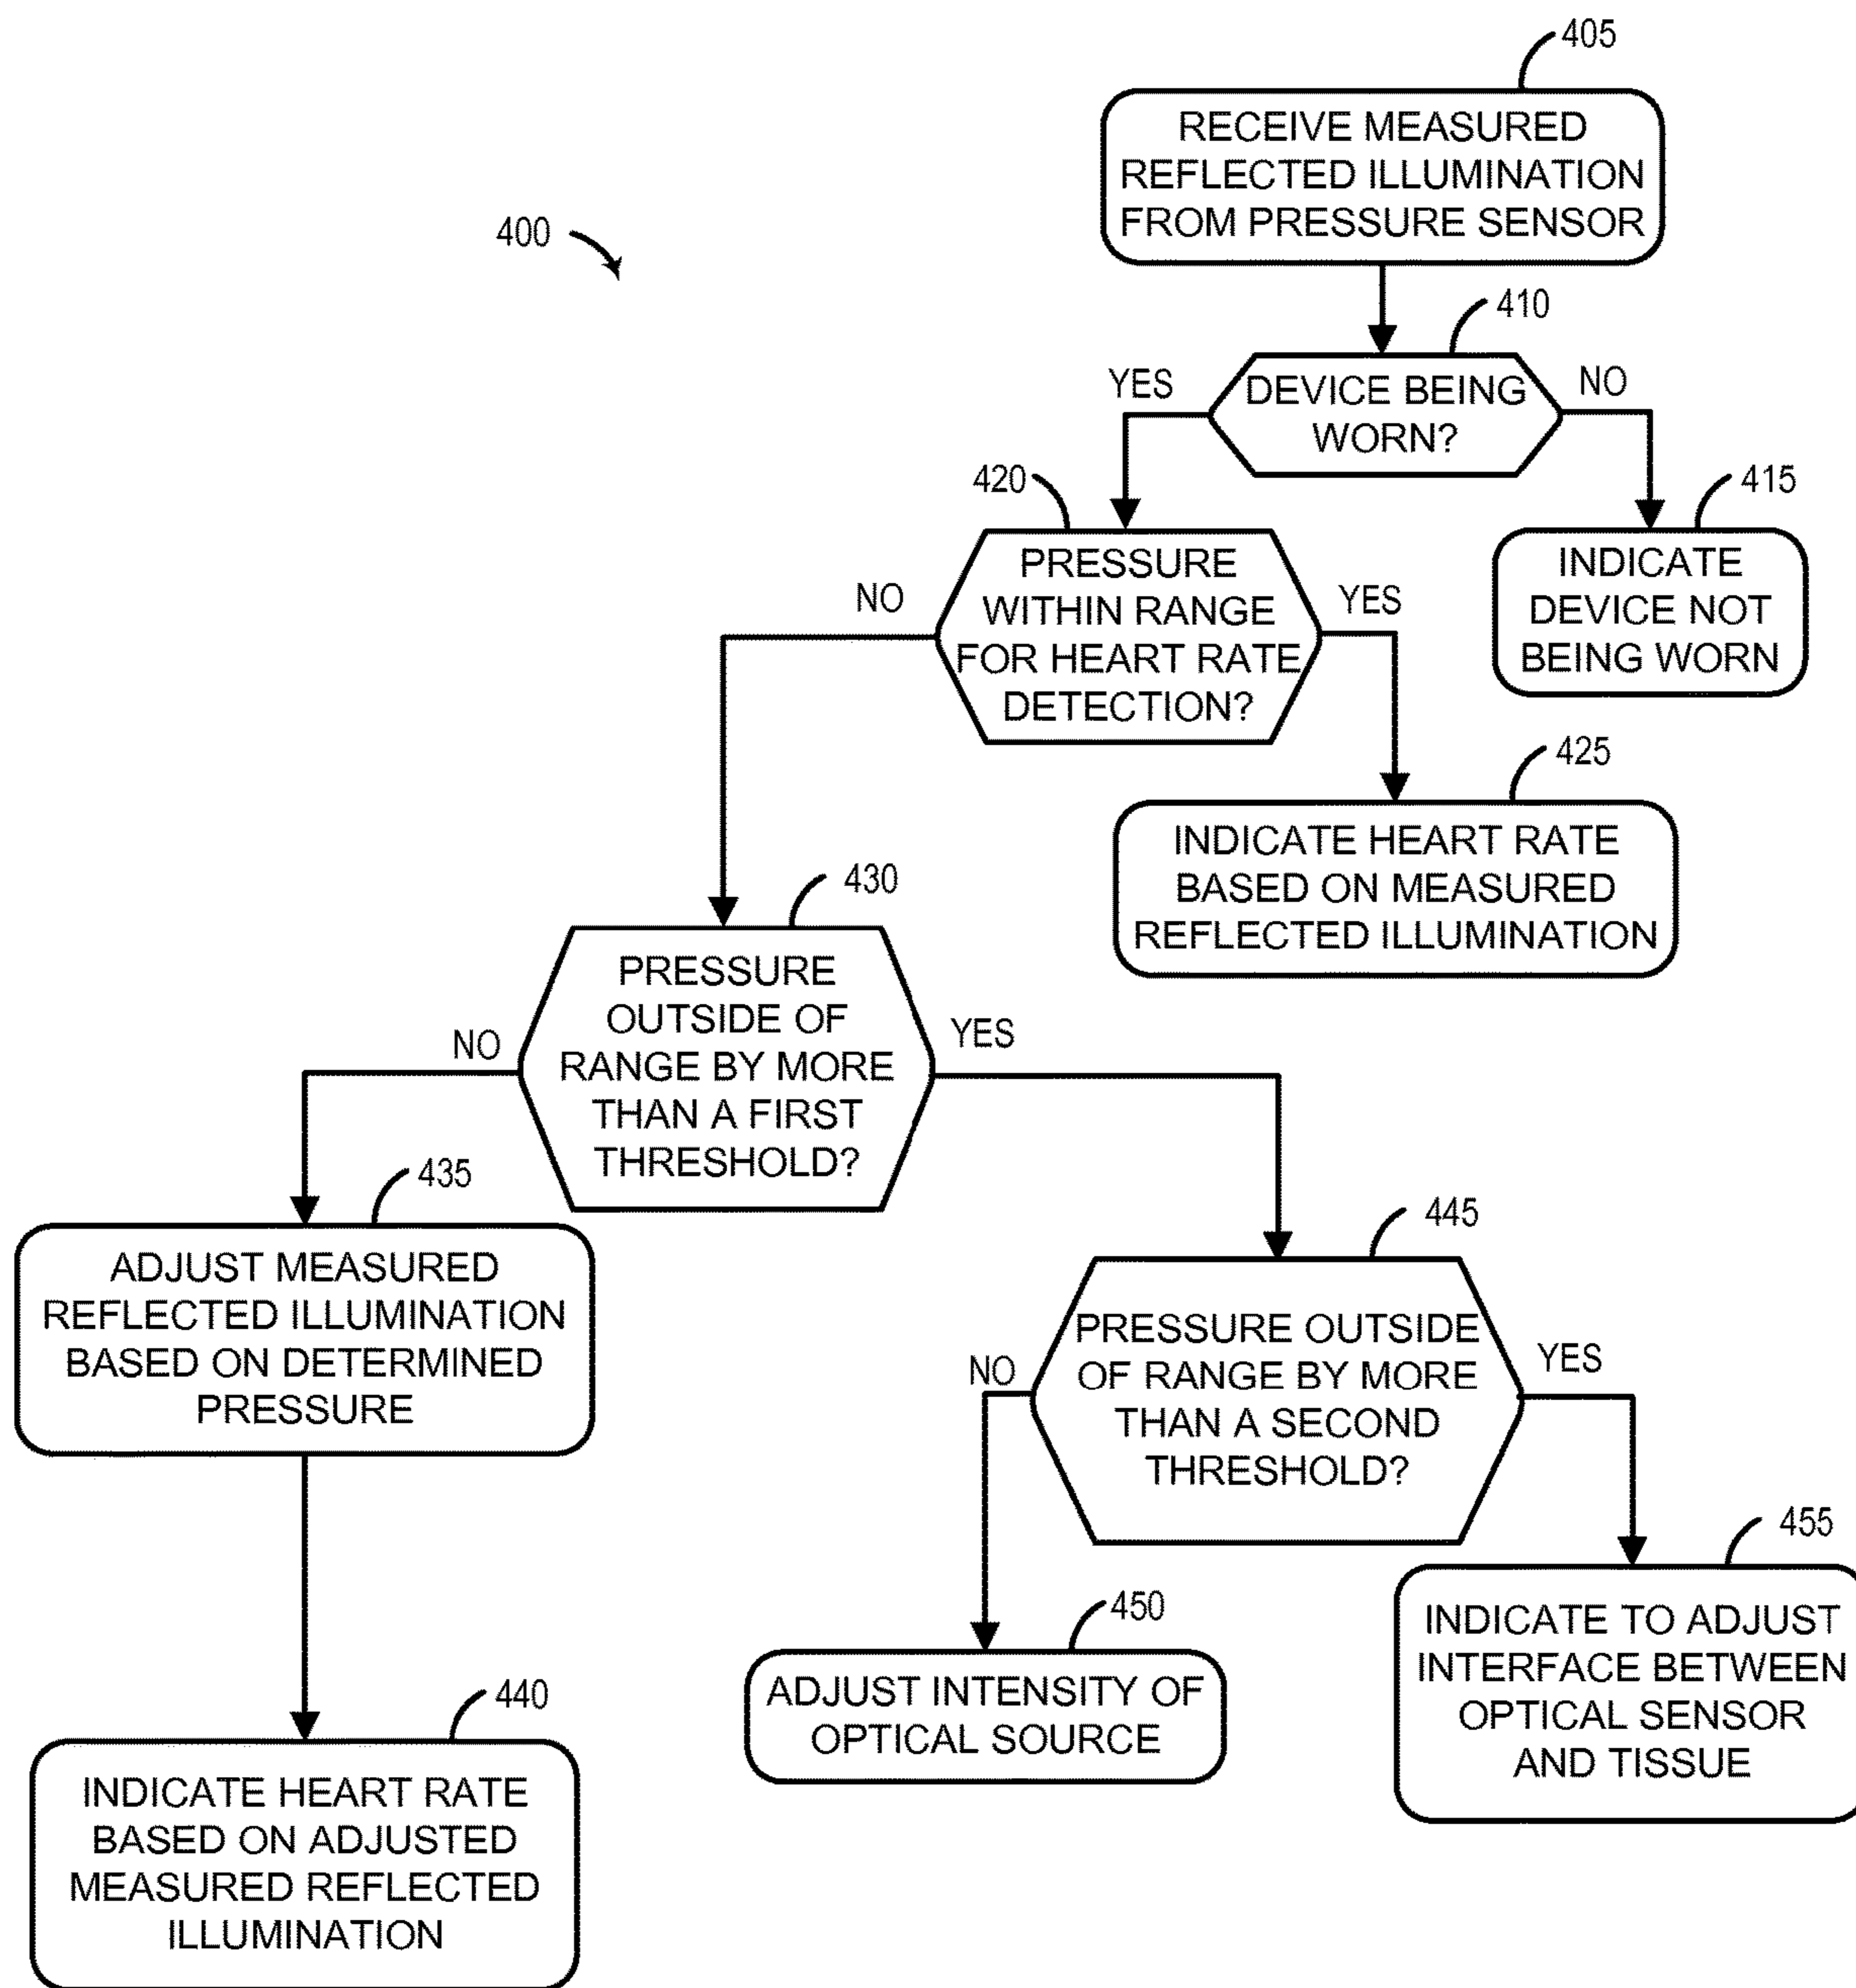 405
RECEIVE MEASURED
REFLECTED ILLUMINATION
FROM PRESSURE SENSOR
400
410
YES
DEVICE BEING
WORN?
NO
420
415
PRESSURE
WITHIN RANGE
FOR HEART RATE
DETECTION?
NO
YES
INDICATE
DEVICE NOT
BEING WORN
425
INDICATE HEART RATE
BASED ON MEASURED
REFLECTED ILLUMINATION
430
PRESSURE
OUTSIDE OF
RANGE BY MORE
THAN A FIRST
THRESHOLD?
NO
YES
435
ADJUST MEASURED
REFLECTED ILLUMINATION
BASED ON DETERMINED
PRESSURE
445
PRESSURE OUTSIDE
OF RANGE BY MORE
THAN A SECOND
THRESHOLD?
NO
YES
455
450
ADJUST INTENSITY OF
OPTICAL SOURCE
INDICATE TO ADJUST
INTERFACE BETWEEN
OPTICAL SENSOR
AND TISSUE
440
INDICATE HEART RATE
BASED ON ADJUSTED
MEASURED REFLECTED
ILLUMINATION